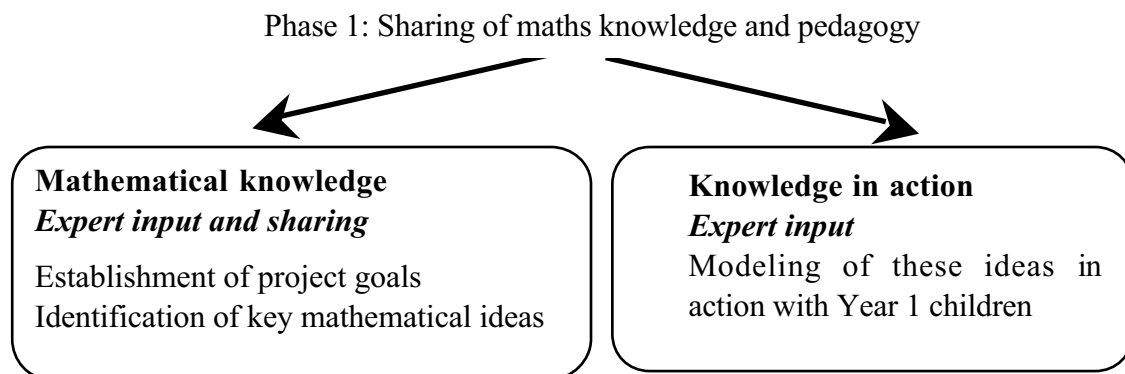 Phase 1: Sharing of maths knowledge and pedagogy
Mathematical knowledge
Expert input and sharing
Establishment of project goals
Identification of key mathematical ideas
Knowledge in action
Expert input
Modeling of these ideas in
action with Year 1 children